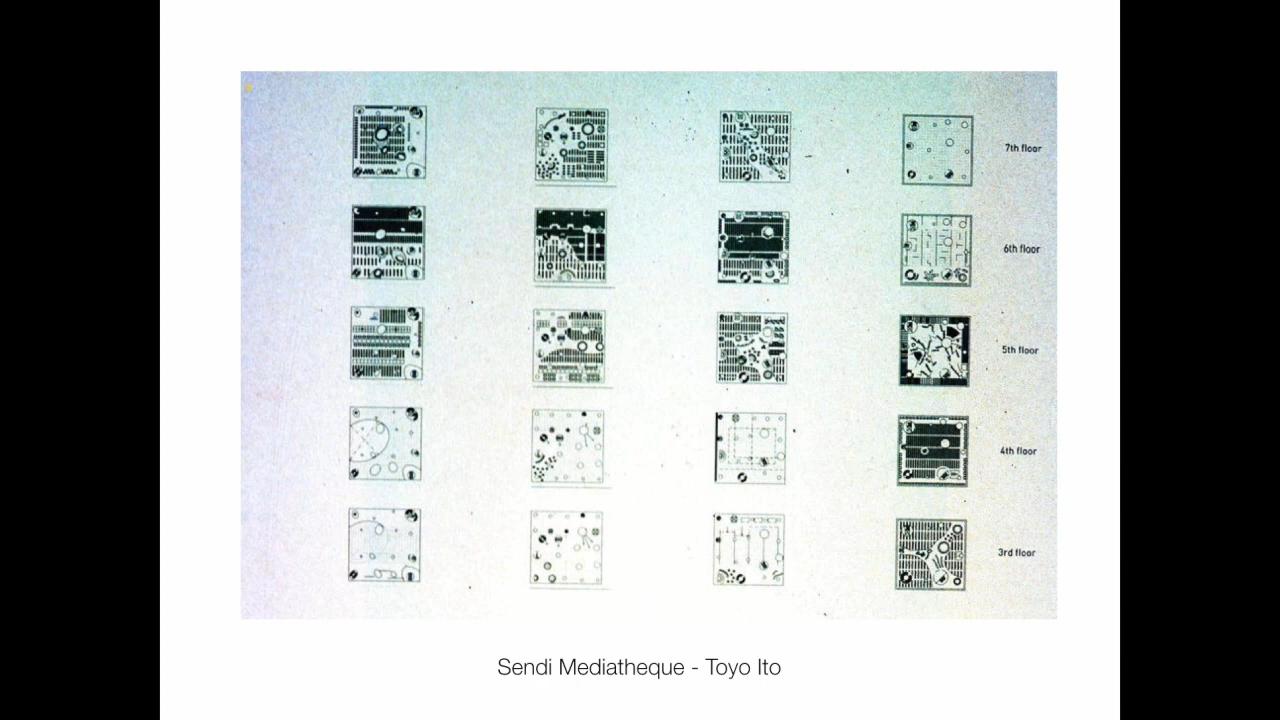 7th floor
6th floor
5th floor
4th floor
3rd floor
Sendi Mediatheque - Toyo Ito